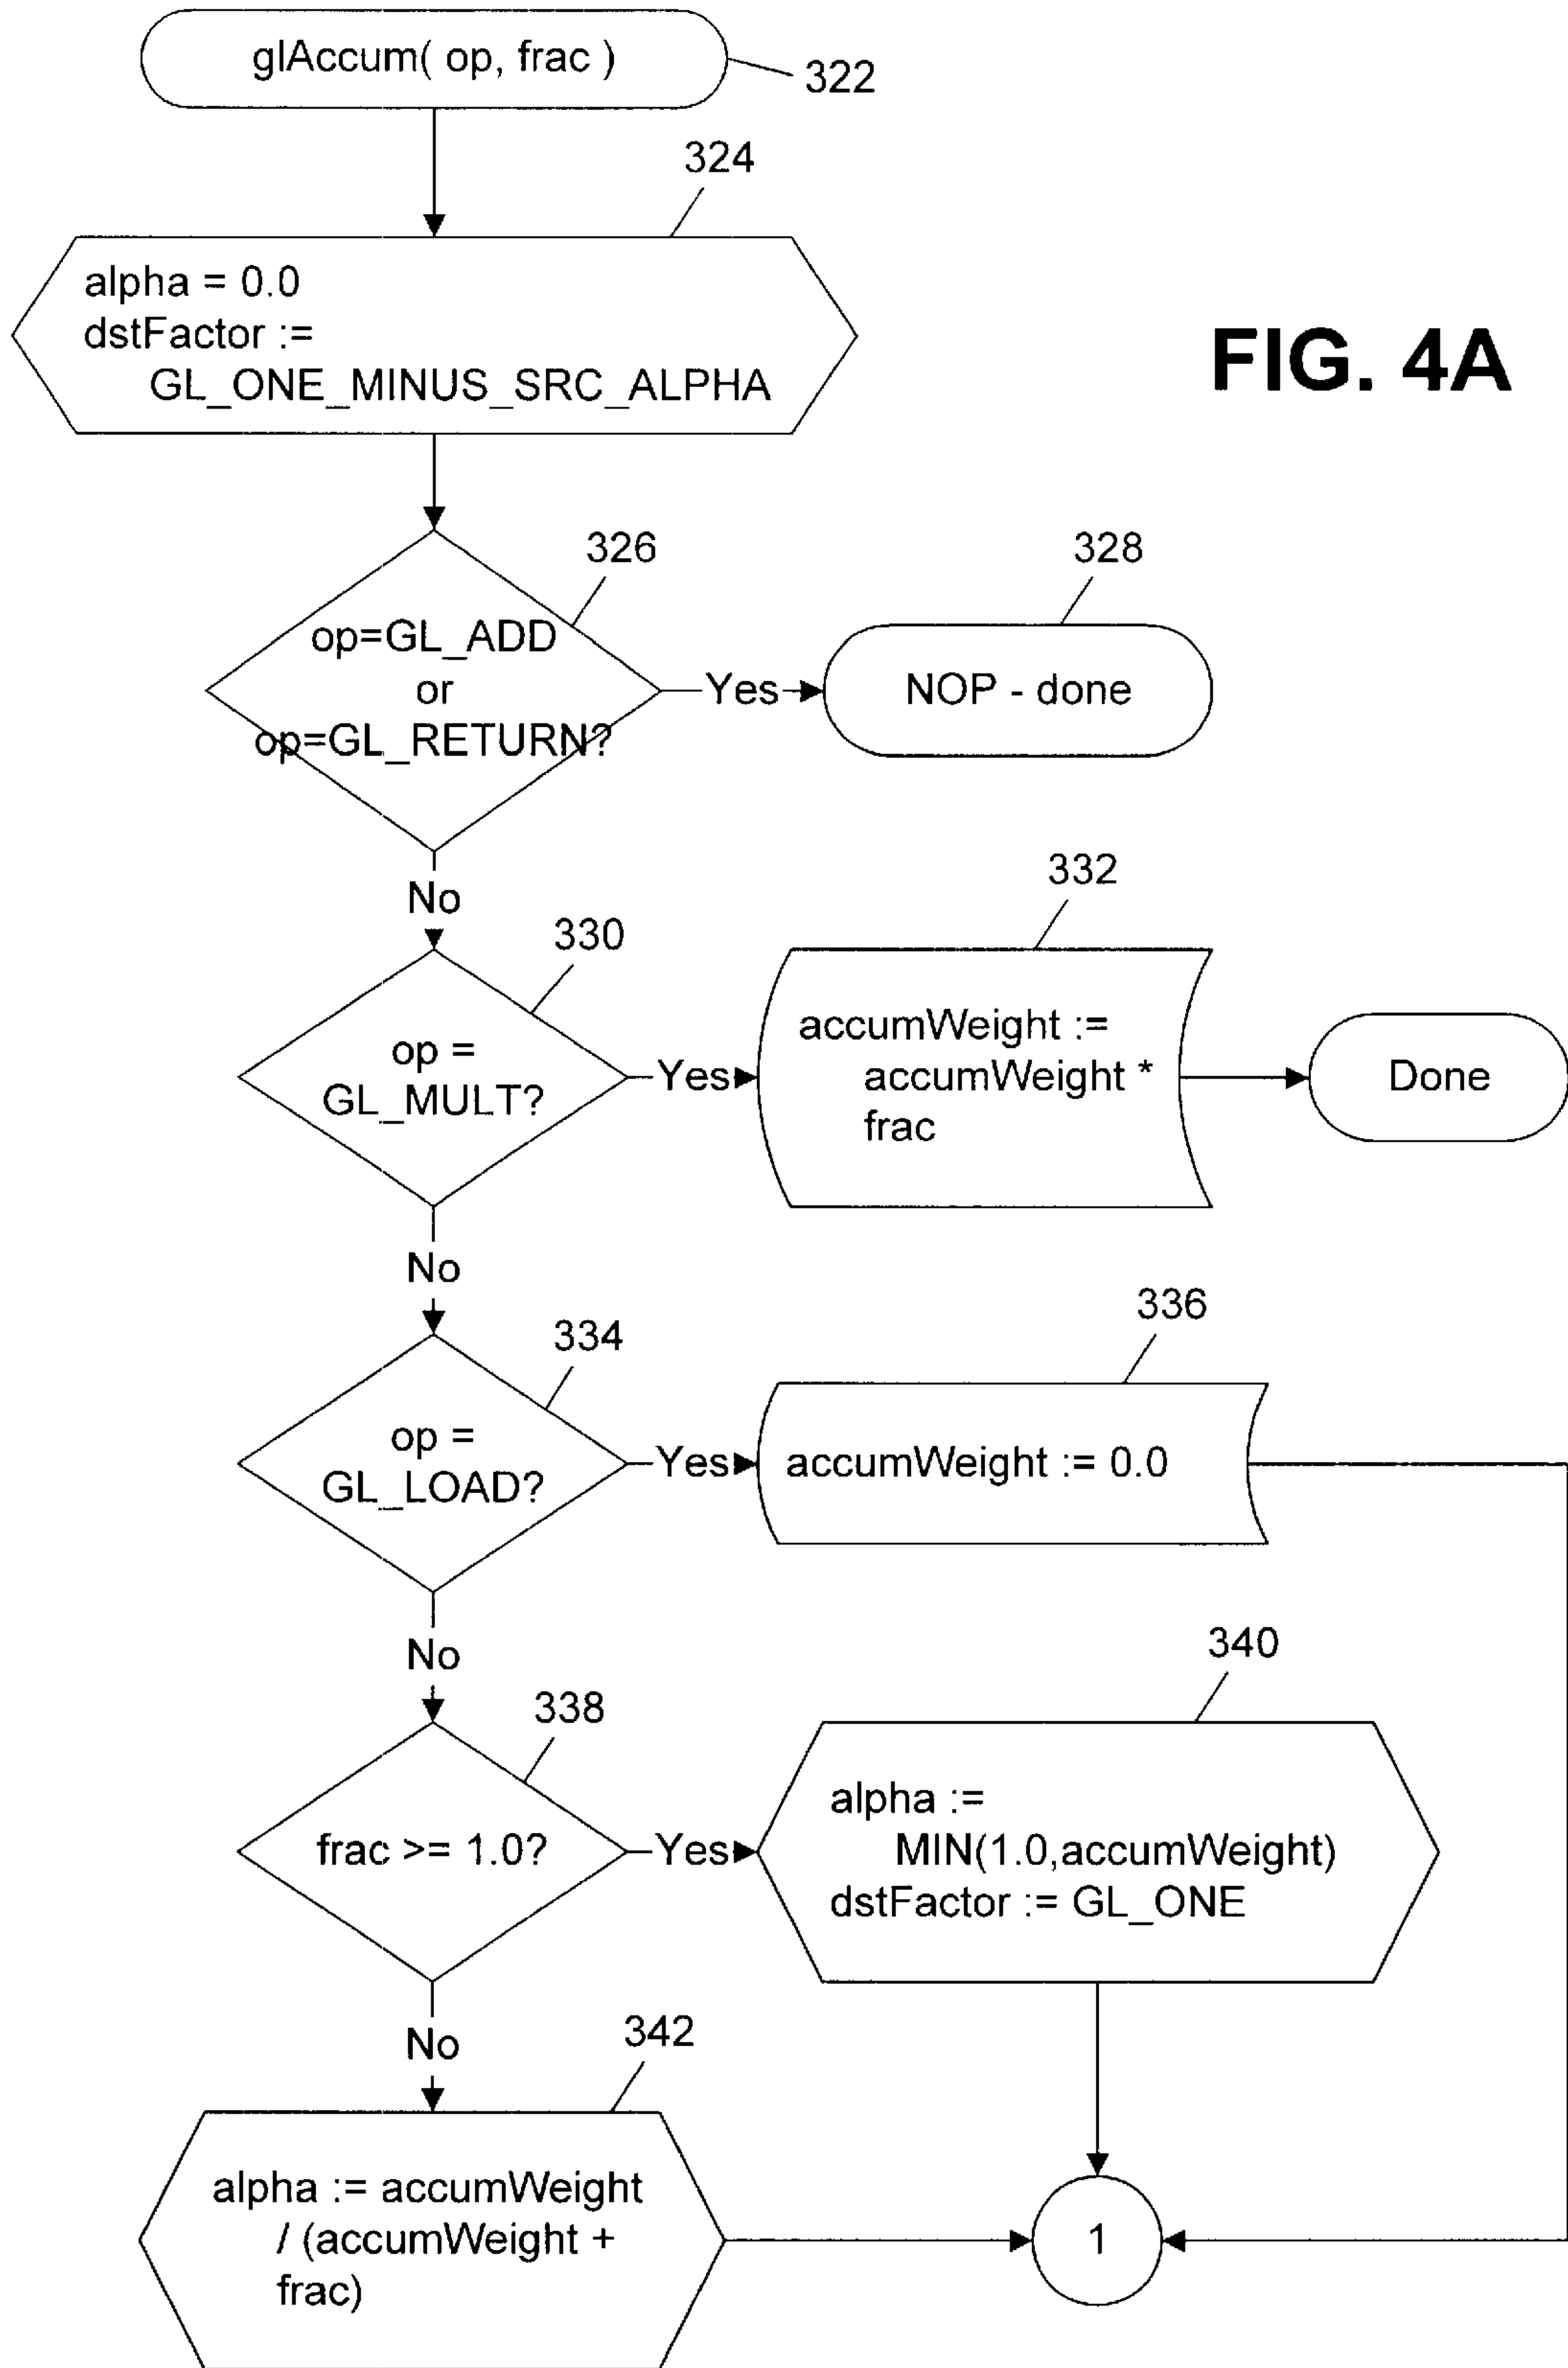 glAccum( op, frac )
322
324
alpha = 0.0
dstFactor :=
GL_ONE_MINUS_SRC_ALPHA
FIG. 4A
326
328
op=GL_ADD
or
op=GL_RETURN?
Yes
NOP - done
No
330
332
op =
GL_MULT?
Yes
accumWeight :=
accumWeight *
frac
Done
No
334
336
op =
GL_LOAD?
Yes
accumWeight := 0.0
No
338
340
frac >= 1.0?
Yes
alpha :=
MIN(1.0,accumWeight)
dstFactor := GL_ONE
No
342
alpha := accumWeight
/ (accumWeight +
frac)
1